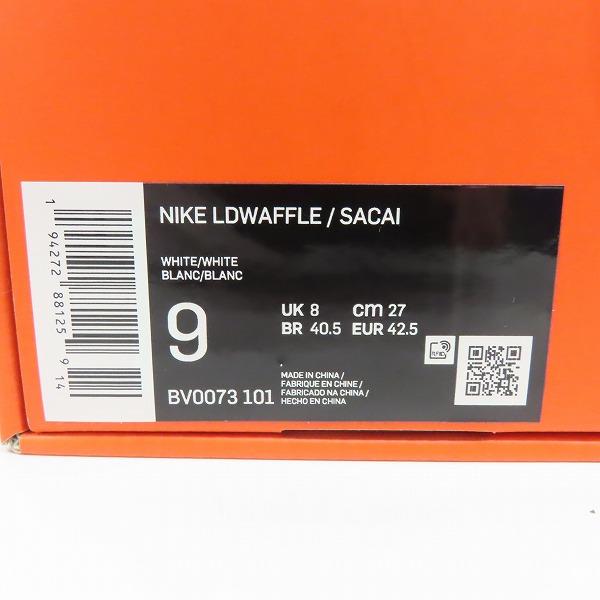 NIKE LDWAFFLE / SACAI
WHITE/WHITE
BLANC/BLANC
9
UK 8 cm 27
BR 40.5 EUR 42.5
BV0073 101
MADE IN CHINA /
FABRIQUE EN CHINE /
FABRICADO NA CHINA /
HECHO EN CHINA
RFID
1 94272 88125 9 14